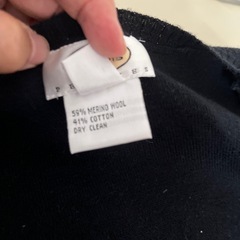 59% MERINO WOOL
41% COTTON
DRY CLEAN